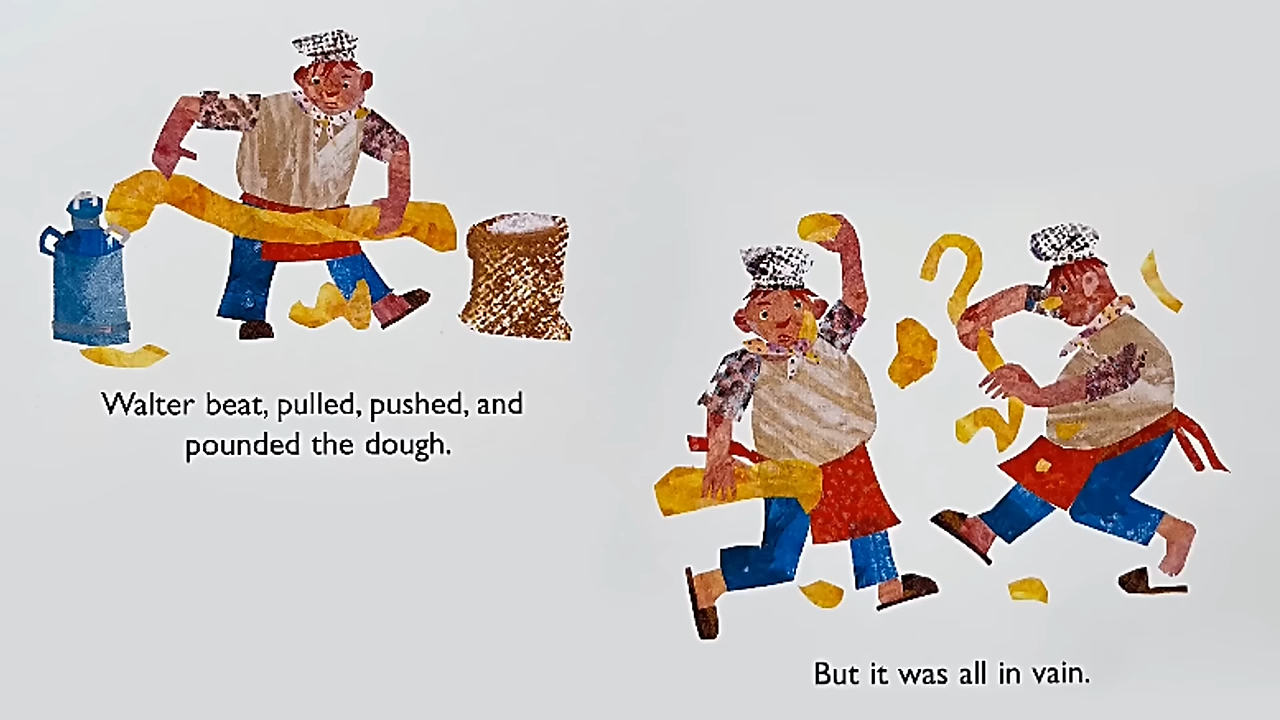 Walter beat, pulled, pushed, and
pounded the dough.
But it was all in vain.